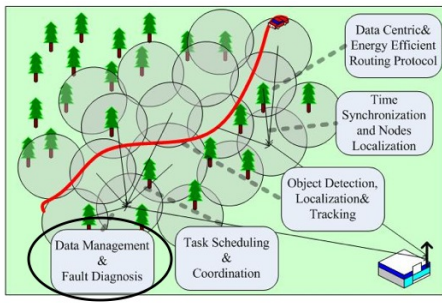 Data Centric&
Energy Efficient
Routing Protocol
Time
Synchronization
and Nodes
Localization
Object Detection,
Localization&
Tracking
Data Management
&
Fault Diagnosis
Task Scheduling
&
Coordination